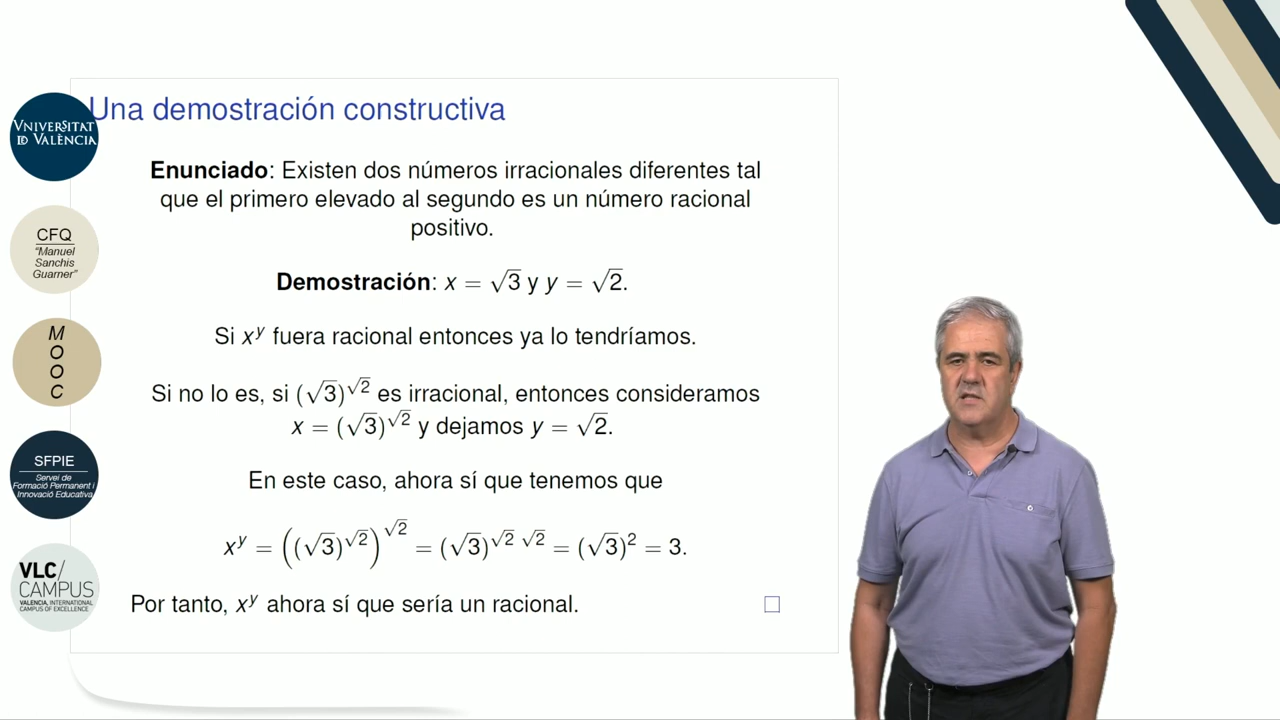 Una demostración constructiva
Enunciado: Existen dos números irracionales diferentes tal
que el primero elevado al segundo es un número racional
positivo.
Demostración: x = √3 y y = √2.
Si x^y fuera racional entonces ya lo tendríamos.
Si no lo es, si (√3)^√2 es irracional, entonces consideramos
x = (√3)^√2 y dejamos y = √2.
En este caso, ahora sí que tenemos que
x^y = ((√3)^√2)^√2 = (√3)^√2 √2 = (√3)^2 = 3.
Por tanto, x^y ahora sí que sería un racional. □
VNIVERSITAT
ID VALÈNCIA
CFQ
"Manuel
Sanchis
Guarner"
M
O
O
C
SFPIE
Servei de
Formació Permanent i
Innovació Educativa
VLC/
CAMPUS
VALENCIA, INTERNATIONAL
CAMPUS OF EXCELLENCE